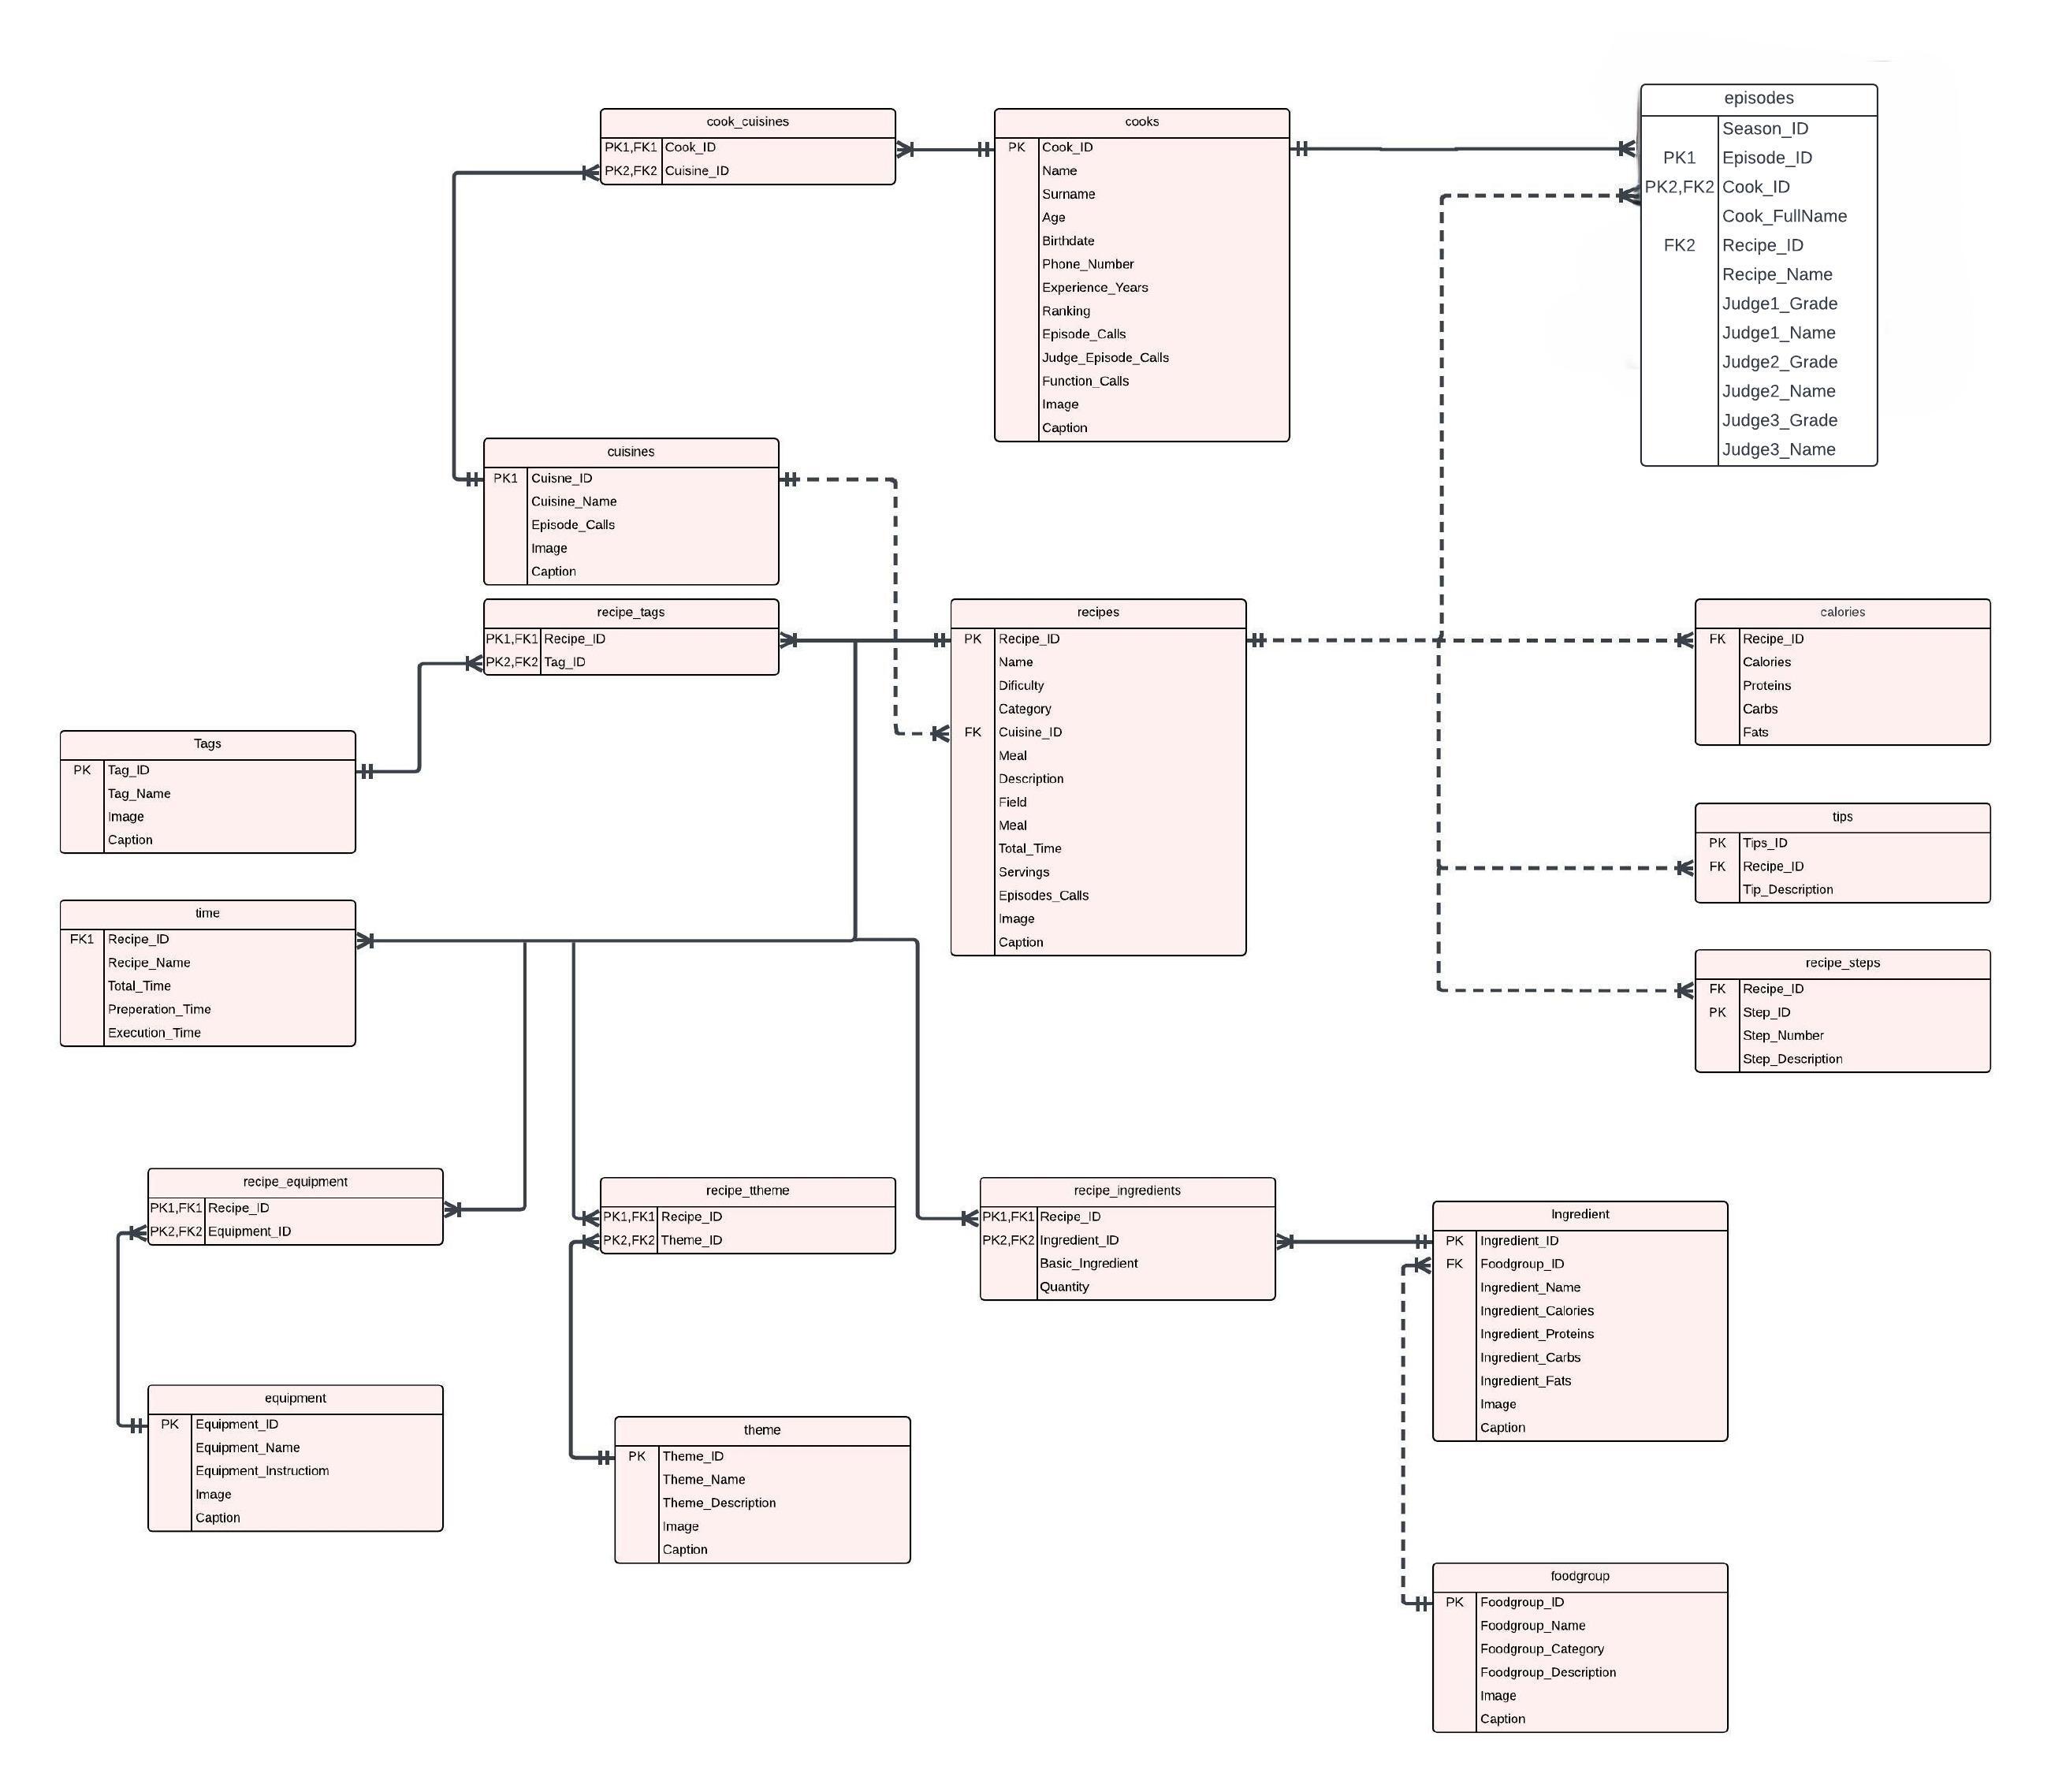 episodes
Season_ID
PK1 Episode_ID
PK2,FK2 Cook_ID
Cook_FullName
FK2 Recipe_ID
Recipe_Name
Judge1_Grade
Judge1_Name
Judge2_Grade
Judge2_Name
Judge3_Grade
Judge3_Name
cook_cuisines
PK1,FK1 Cook_ID
PK2,FK2 Cuisine_ID
cooks
PK Cook_ID
Name
Surname
Age
Birthdate
Phone_Number
Experience_Years
Ranking
Episode_Calls
Judge_Episode_Calls
Function_Calls
Image
Caption
cuisines
PK1 Cuisne_ID
Cuisine_Name
Episode_Calls
Image
Caption
recipe_tags
PK1,FK1 Recipe_ID
PK2,FK2 Tag_ID
recipes
PK Recipe_ID
Name
Dificulty
Category
FK Cuisine_ID
Meal
Description
Field
Meal
Total_Time
Servings
Episodes_Calls
Image
Caption
calories
FK Recipe_ID
Calories
Proteins
Carbs
Fats
Tags
PK Tag_ID
Tag_Name
Image
Caption
tips
PK Tips_ID
FK Recipe_ID
Tip_Description
time
FK1 Recipe_ID
Recipe_Name
Total_Time
Preperation_Time
Execution_Time
recipe_steps
FK Recipe_ID
PK Step_ID
Step_Number
Step_Description
recipe_equipment
PK1,FK1 Recipe_ID
PK2,FK2 Equipment_ID
recipe_ttheme
PK1,FK1 Recipe_ID
PK2,FK2 Theme_ID
recipe_ingredients
PK1,FK1 Recipe_ID
PK2,FK2 Ingredient_ID
Basic_Ingredient
Quantity
Ingredient
PK Ingredient_ID
FK Foodgroup_ID
Ingredient_Name
Ingredient_Calories
Ingredient_Proteins
Ingredient_Carbs
Ingredient_Fats
Image
Caption
equipment
PK Equipment_ID
Equipment_Name
Equipment_Instructiom
Image
Caption
theme
PK Theme_ID
Theme_Name
Theme_Description
Image
Caption
foodgroup
PK Foodgroup_ID
Foodgroup_Name
Foodgroup_Category
Foodgroup_Description
Image
Caption